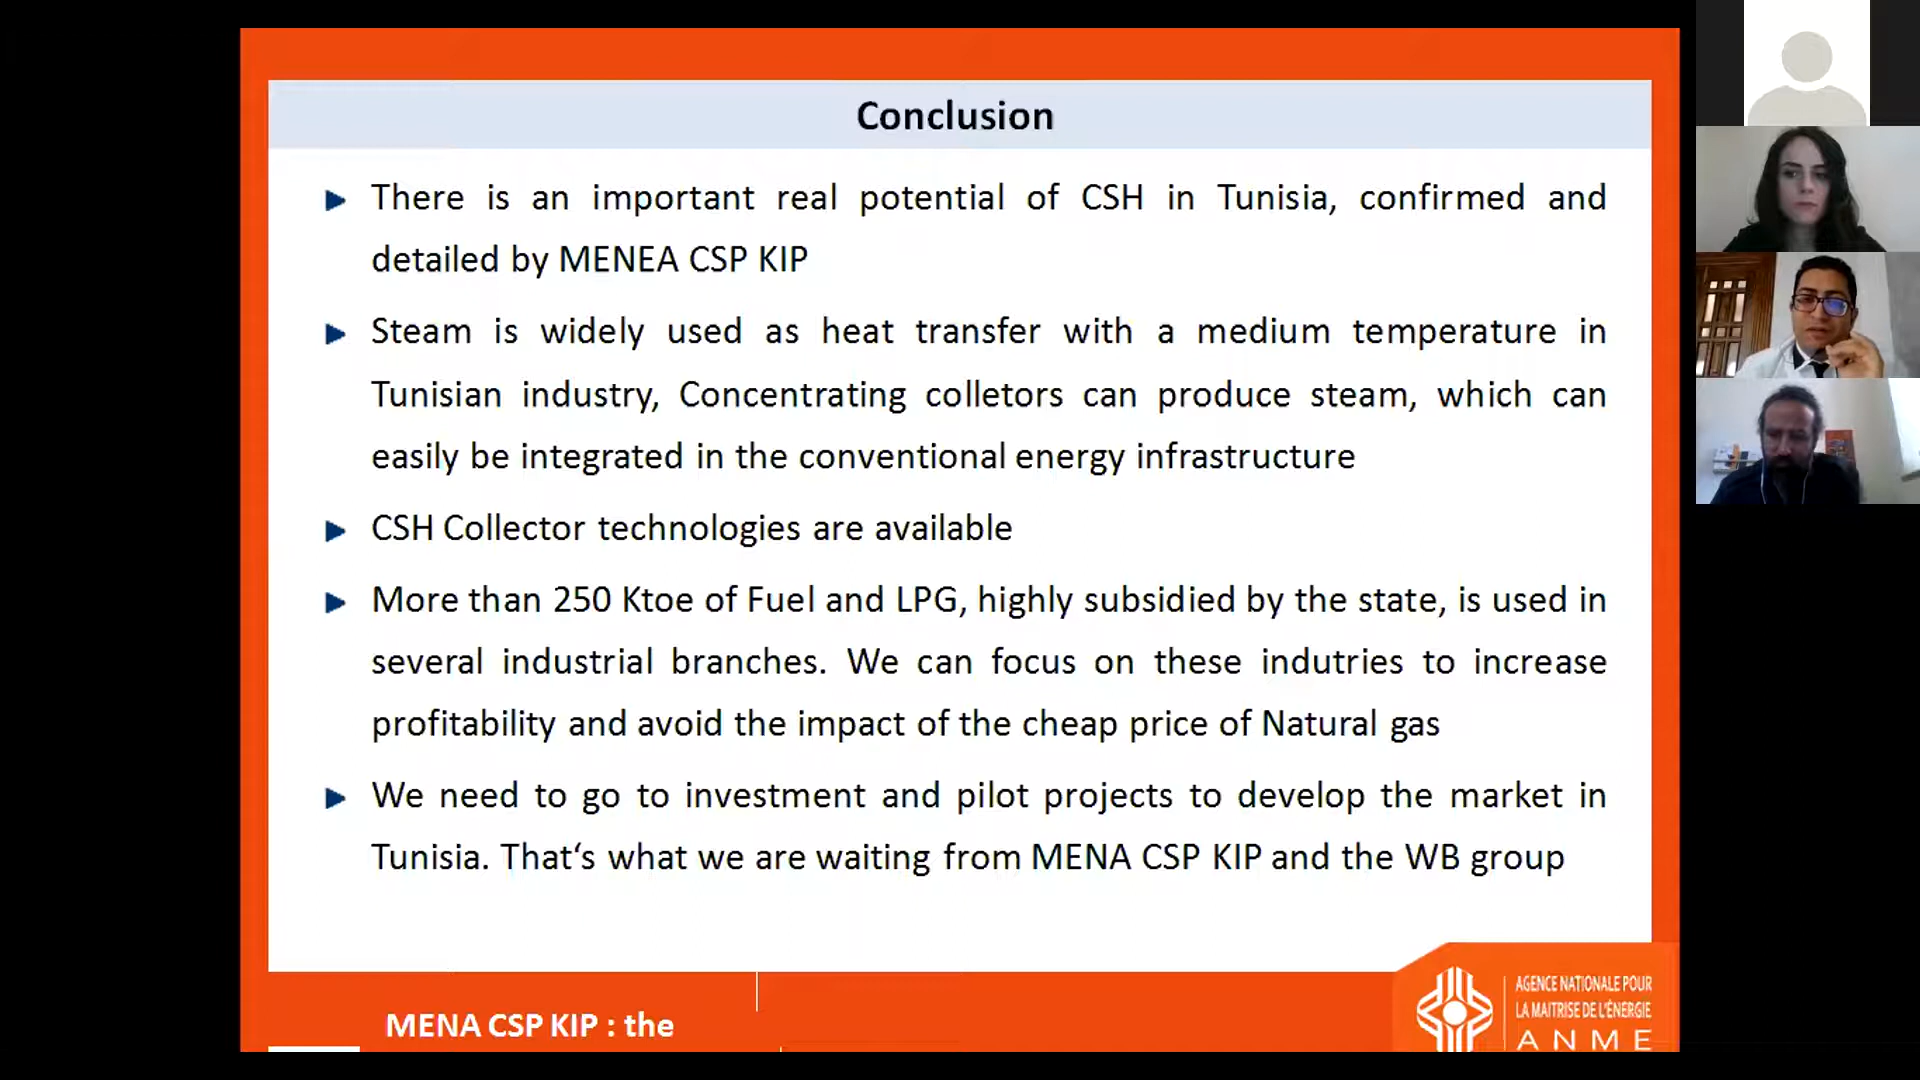 Conclusion
There is an important real potential of CSH in Tunisia, confirmed and
detailed by MENEA CSP KIP
Steam is widely used as heat transfer with a medium temperature in
Tunisian industry, Concentrating colletors can produce steam, which can
easily be integrated in the conventional energy infrastructure
CSH Collector technologies are available
More than 250 Ktoe of Fuel and LPG, highly subsidied by the state, is used in
several industrial branches. We can focus on these indutries to increase
profitability and avoid the impact of the cheap price of Natural gas
We need to go to investment and pilot projects to develop the market in
Tunisia. That‘s what we are waiting from MENA CSP KIP and the WB group
MENA CSP KIP : the
AGENCE NATIONALE POUR
LA MAITRISE DE L'ÉNERGIE
ANME